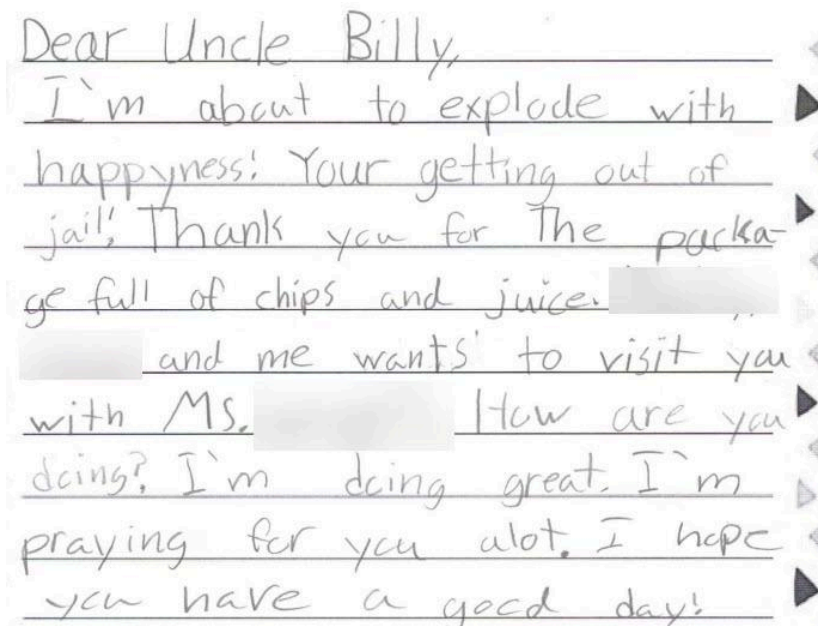 Dear Uncle Billy,
I'm about to explode with
happyness! Your getting out of
jail! Thank you for The packa-
ge full of chips and juice.
and me wants to visit you
with MS. How are you
doing? I'm doing great. I'm
praying for you alot. I hope
you have a good day!